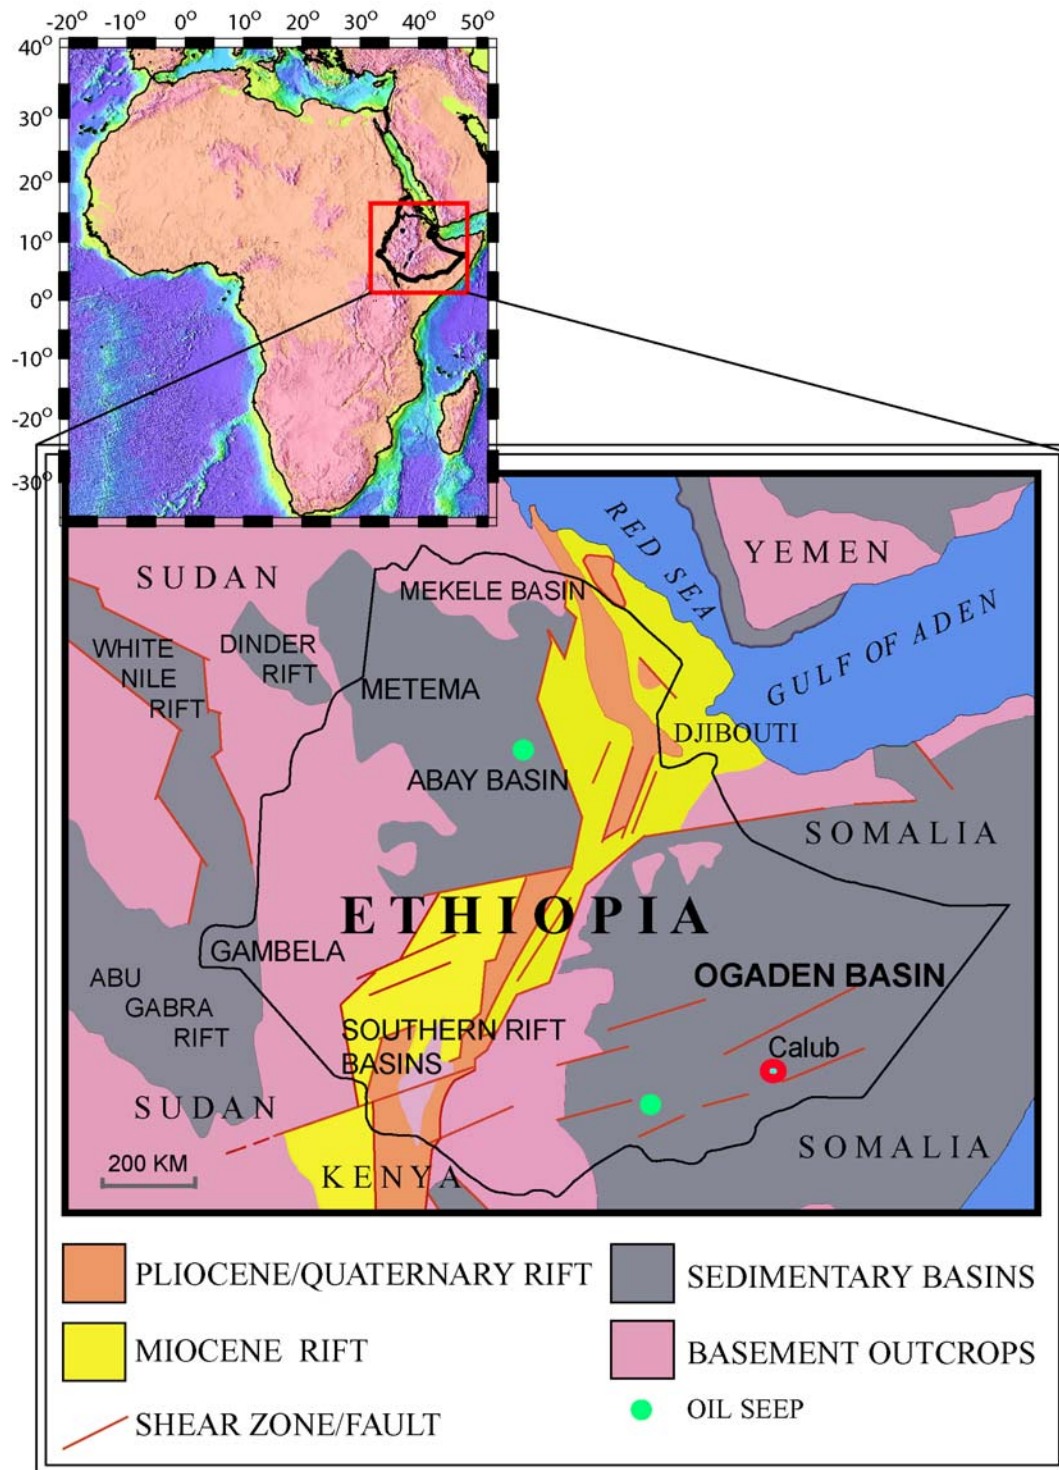 -20° -10° 0° 10° 20° 30° 40° 50°
40°
30°
20°
10°
0°
-10°
-20°
-30°
RED SEA
YEMEN
SUDAN
MEKELE BASIN
GULF OF ADEN
WHITE
NILE
RIFT
DINDER
RIFT
METEMA
DJIBOUTI
ABAY BASIN
SOMALIA
ETHIOPIA
GAMBELA
OGADEN BASIN
ABU
GABRA
RIFT
SOUTHERN RIFT
BASINS
Calub
SUDAN
SOMALIA
200 KM
KENYA
PLIOCENE/QUATERNARY RIFT
MIOCENE RIFT
SHEAR ZONE/FAULT
SEDIMENTARY BASINS
BASEMENT OUTCROPS
OIL SEEP